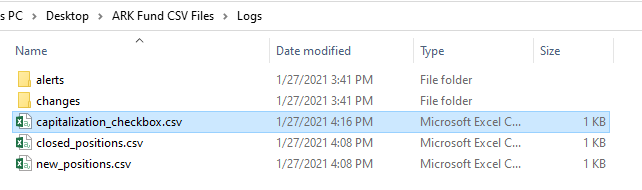 s PC > Desktop > ARK Fund CSV Files > Logs
Name Date modified Type Size
alerts 1/27/2021 3:41 PM File folder
changes 1/27/2021 3:41 PM File folder
capitalization_checkbox.csv 1/27/2021 4:16 PM Microsoft Excel C... 1 KB
closed_positions.csv 1/27/2021 4:08 PM Microsoft Excel C... 1 KB
new_positions.csv 1/27/2021 4:08 PM Microsoft Excel C... 1 KB